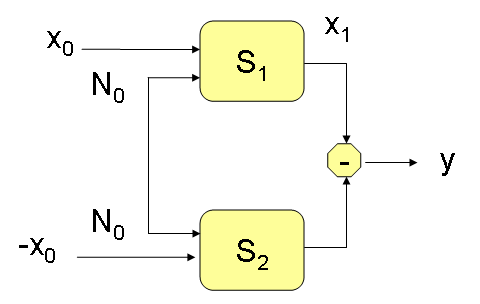 x₀
N₀
S₁
x₁
-
y
N₀
-x₀
S₂